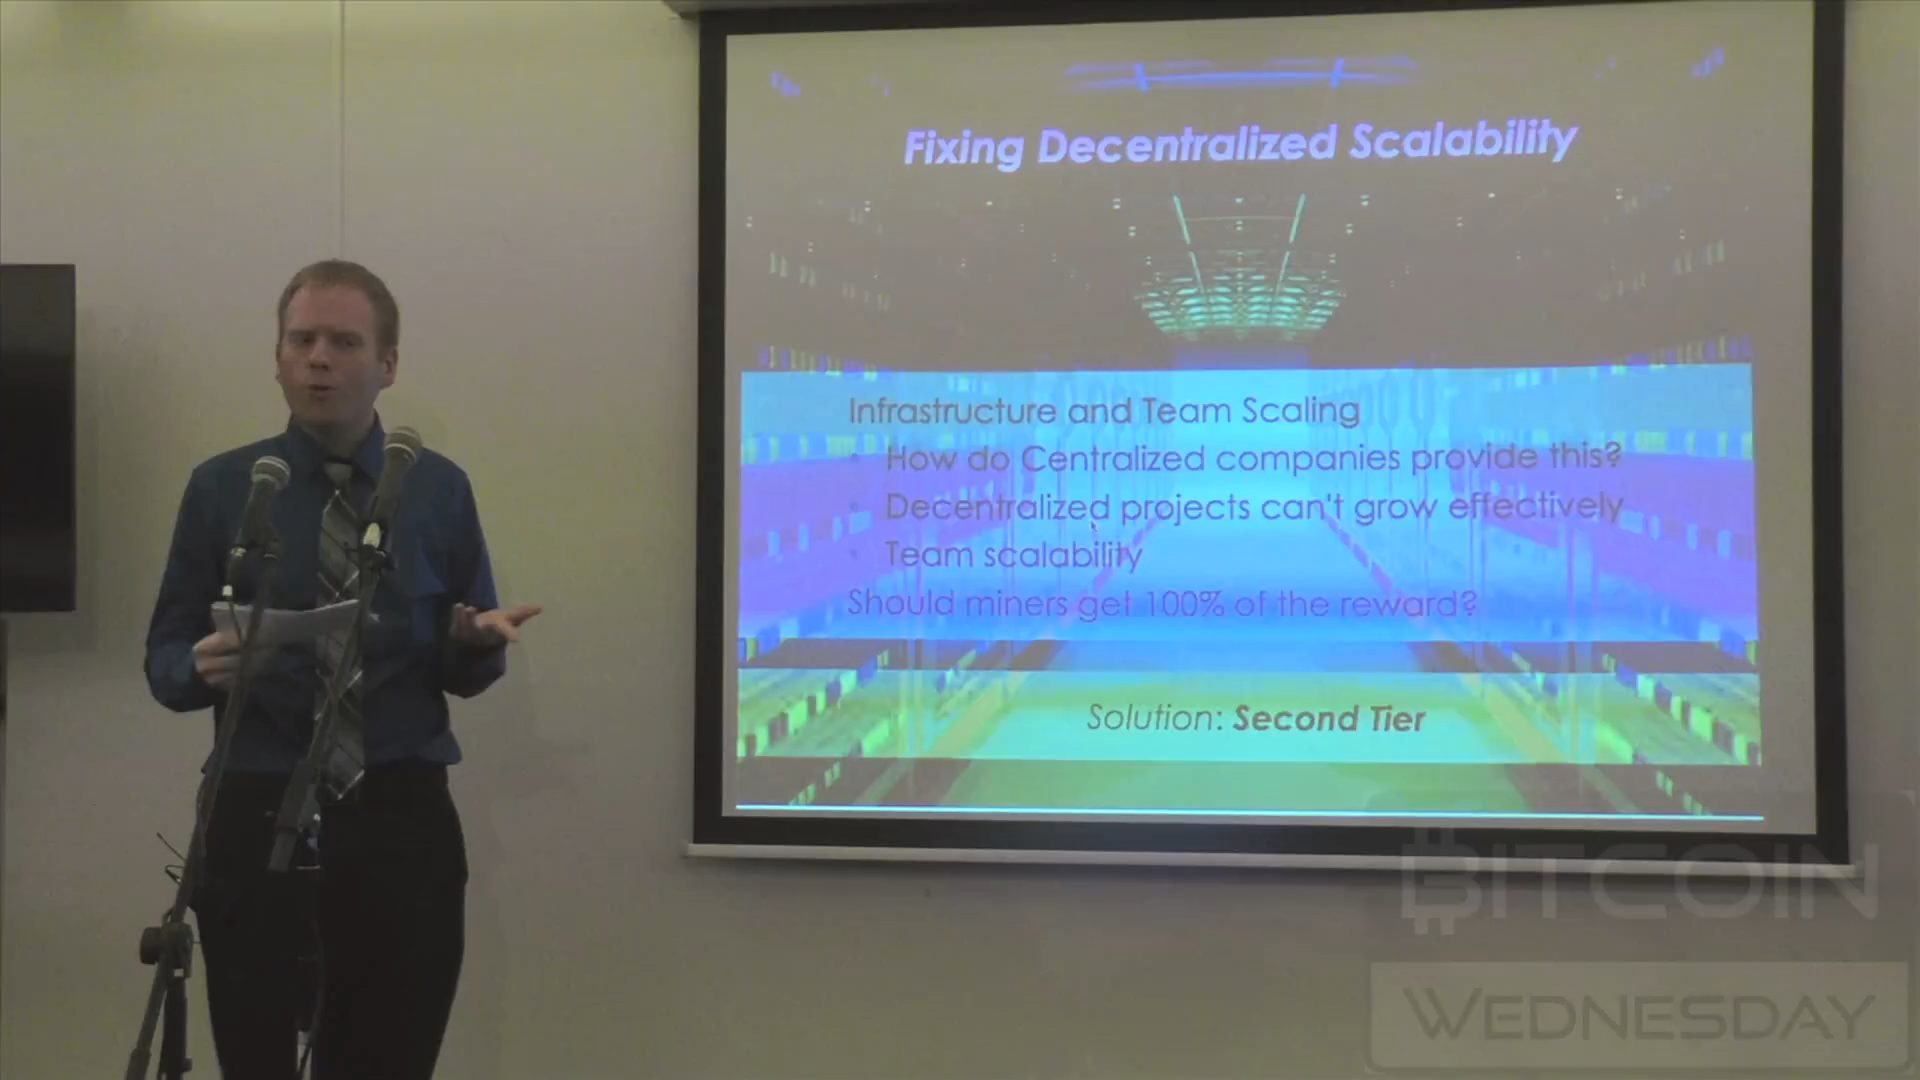 Fixing Decentralized Scalability
Infrastructure and Team Scaling
How do Centralized companies provide this?
Decentralized projects can't grow effectively
Team scalability
Should miners get 100% of the reward?
Solution: Second Tier
BITCOIN
WEDNESDAY